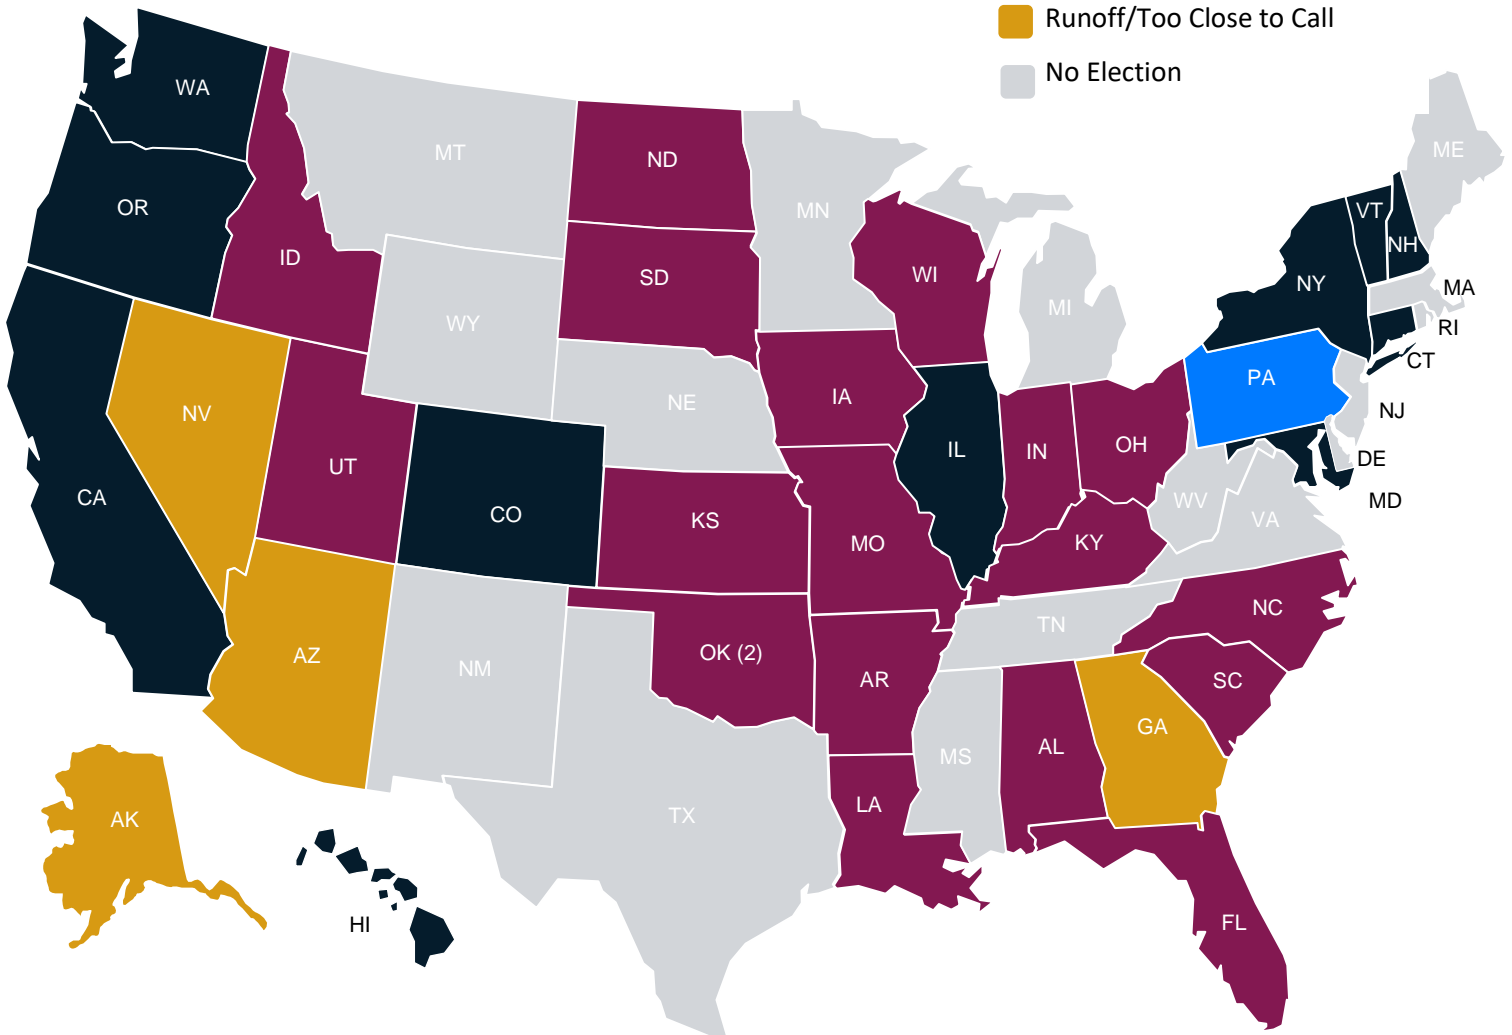 Runoff/Too Close to Call
No Election
WA
MT
ND
MN
ME
OR
ID
SD
WI
VT
NH
NY
MA
WY
MI
RI
CT
PA
NV
NE
IA
NJ
UT
IL
IN
OH
DE
CA
CO
KS
MO
KY
WV
VA
MD
AZ
NM
OK (2)
TN
NC
AR
SC
MS
AL
GA
AK
TX
LA
HI
FL